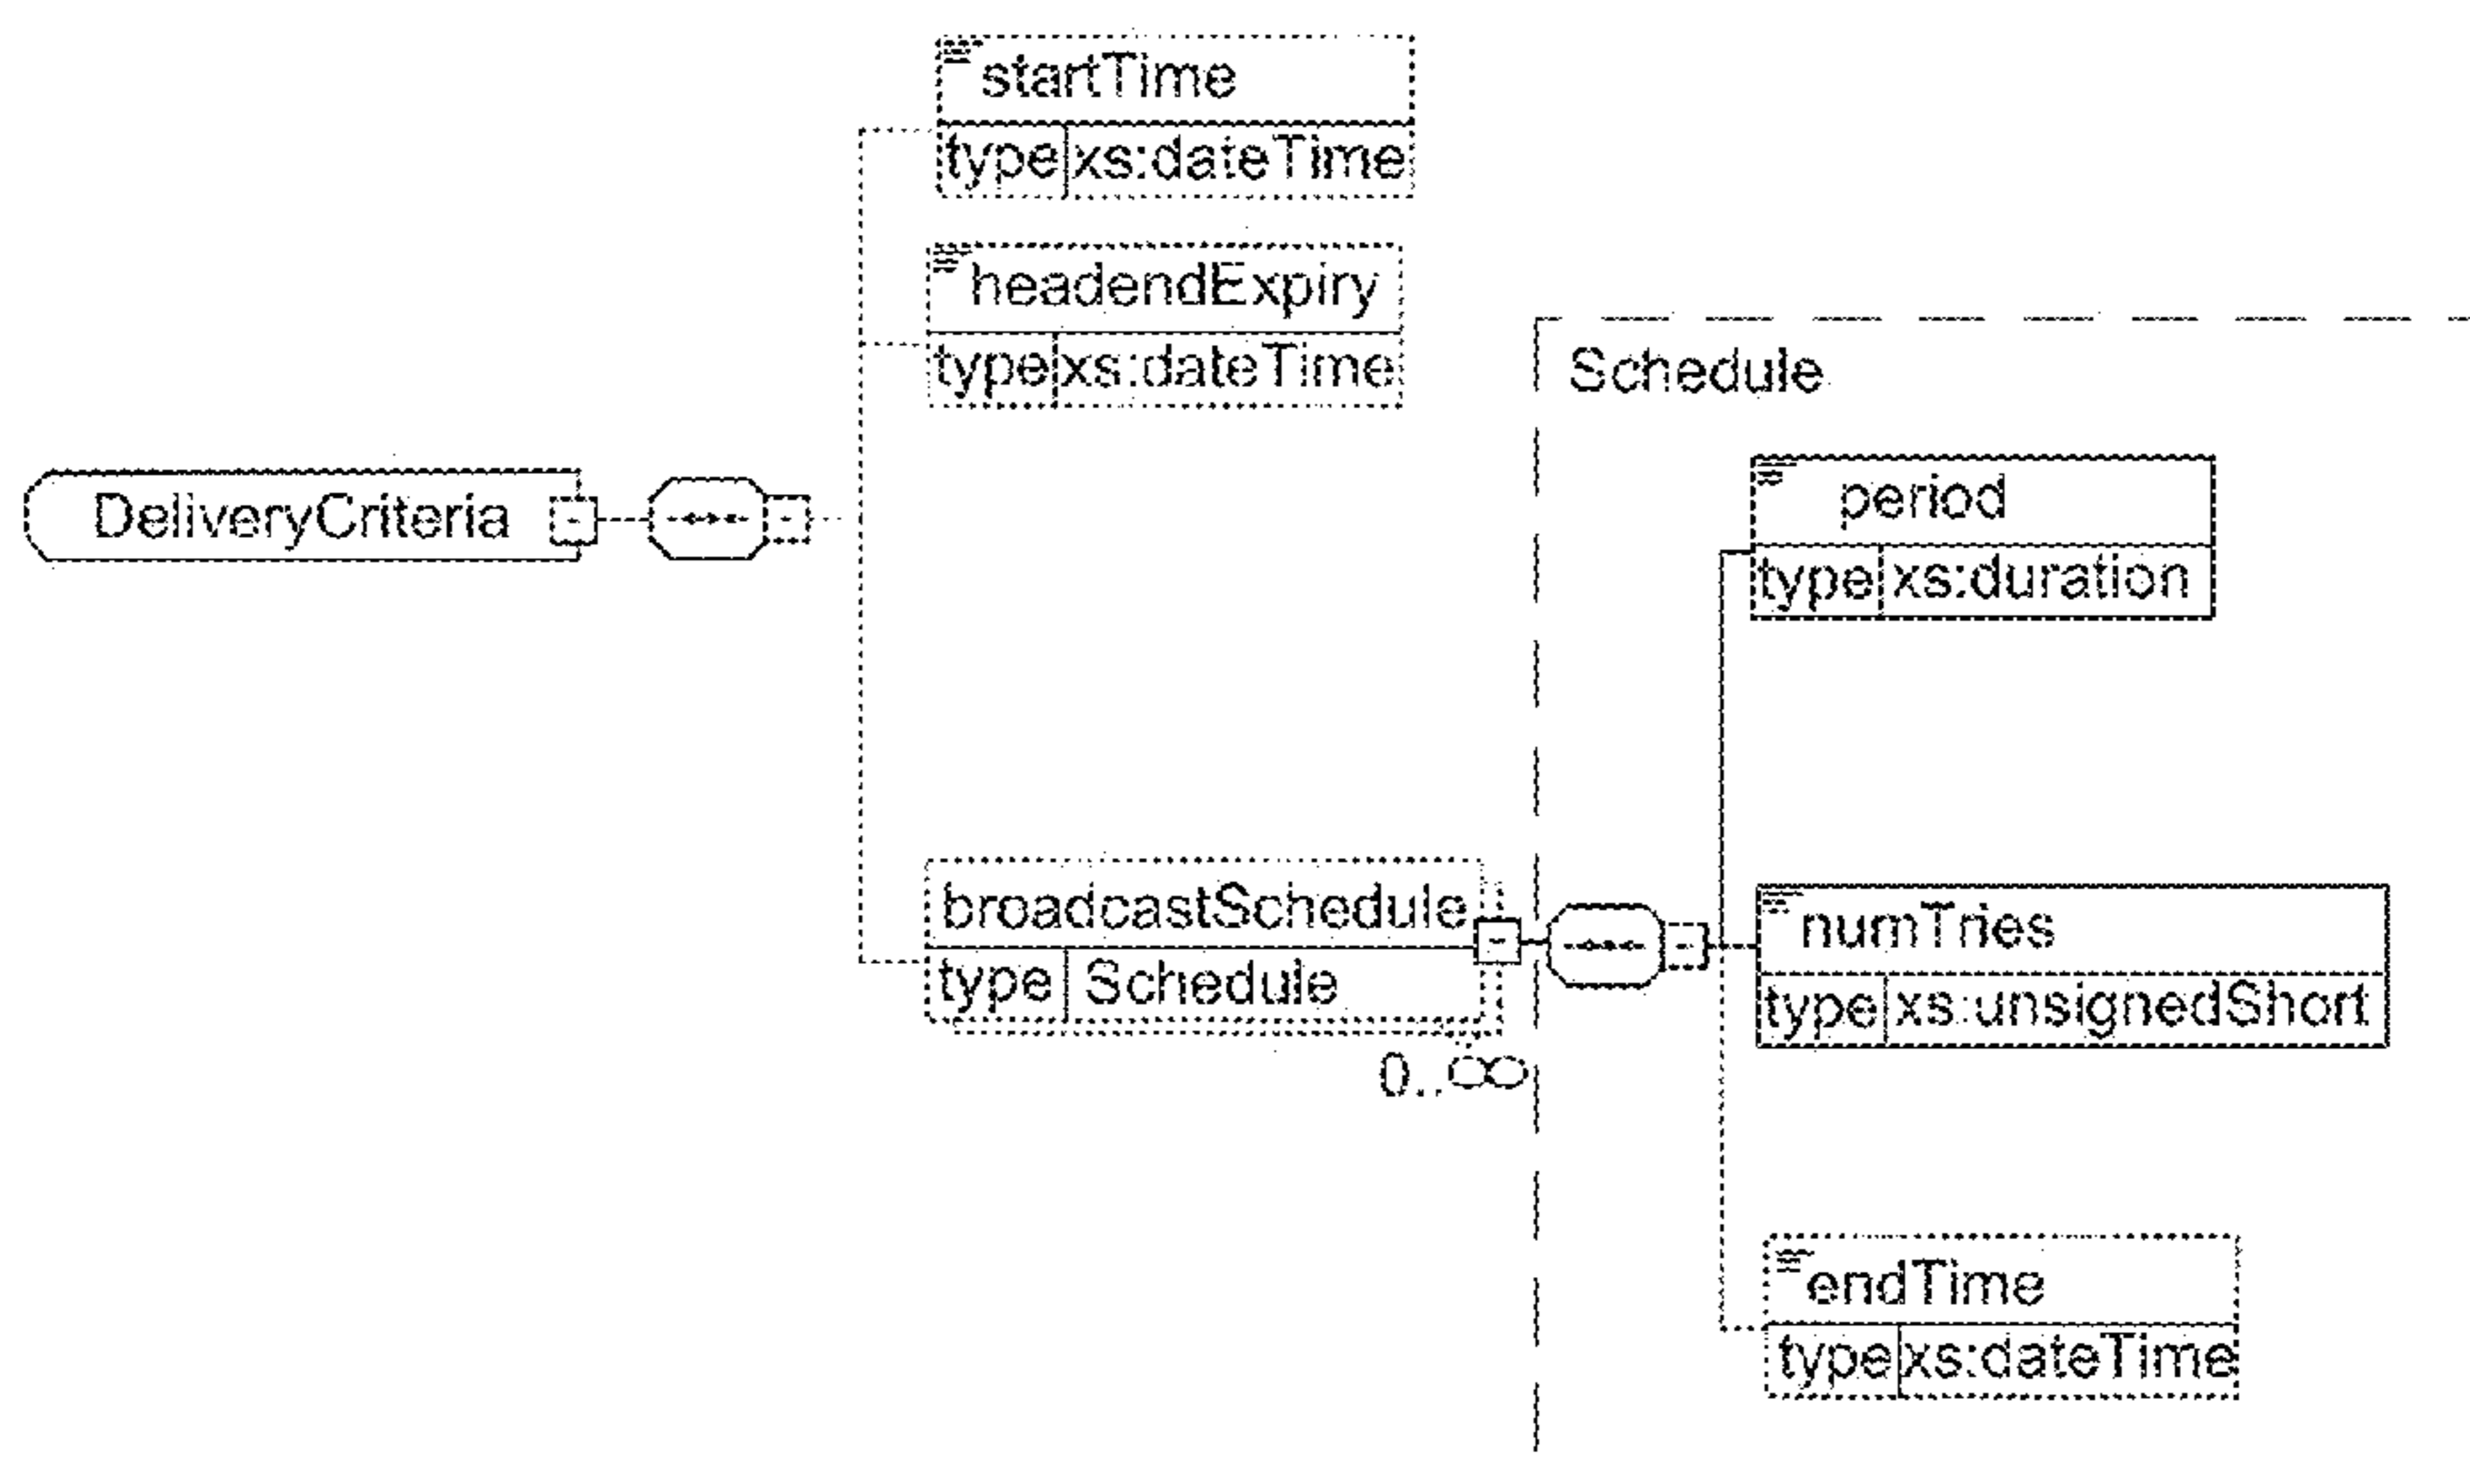 startTime
type xs:dateTime
headendExpiry
type xs:dateTime
Schedule
DeliveryCriteria
period
type xs:duration
broadcastSchedule
type Schedule
0..∞
numTries
type xs:unsignedShort
endTime
type xs:dateTime